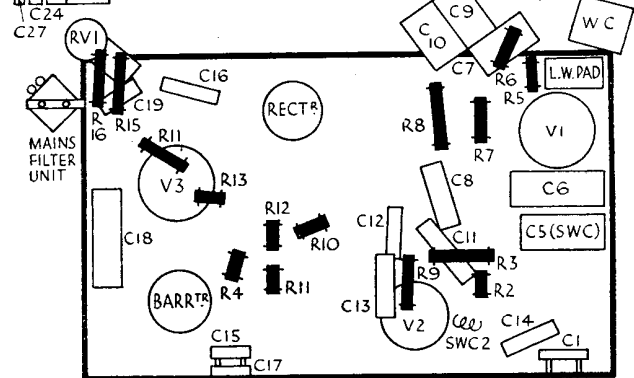 C24
C27
RV1
C9
C10
WC
C7
R6
R5
L.W.PAD
C16
C19
R16
R15
RECTR.
R8
R7
V1
MAINS
FILTER
UNIT
R11
V3
R13
C8
C6
C18
R12
R10
C12
C11
C5(SWC)
R4
R11
R9
R3
R2
BARRTR
C13
V2
SWC2
C14
C1
C15
C17